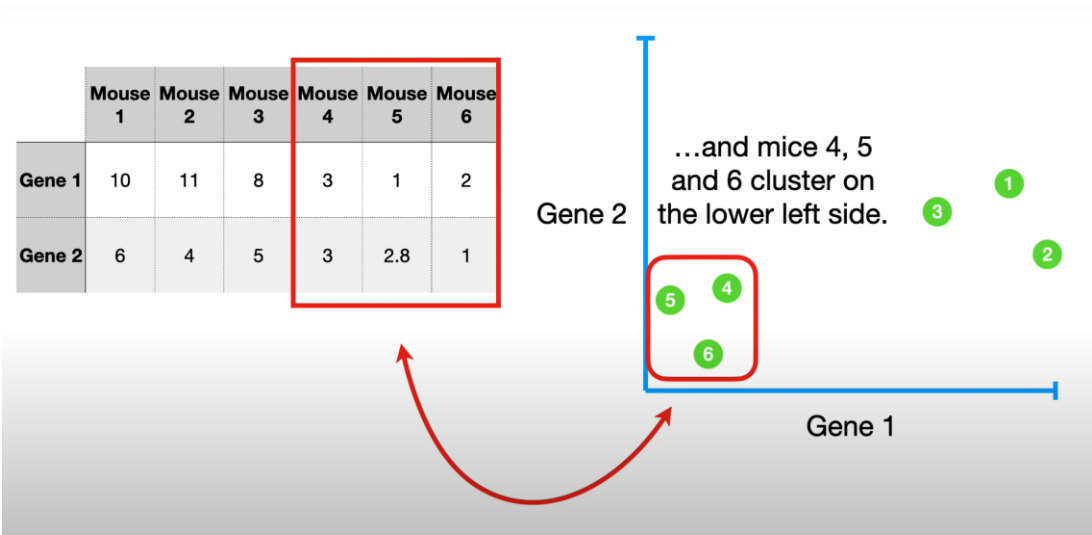 Mouse 1 Mouse 2 Mouse 3 Mouse 4 Mouse 5 Mouse 6
Gene 1 10 11 8 3 1 2
Gene 2 6 4 5 3 2.8 1
...and mice 4, 5
and 6 cluster on
the lower left side.
Gene 2
1
3
2
4
5
6
Gene 1